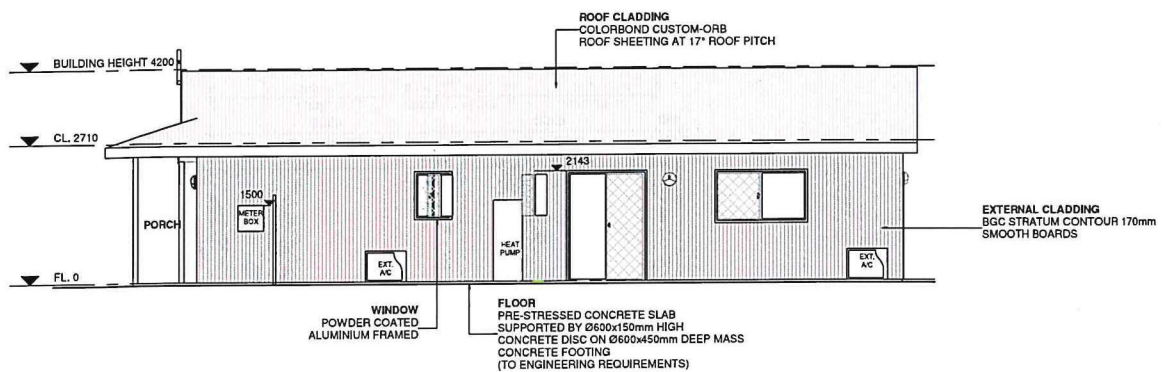 ROOF CLADDING
COLORBOND CUSTOM-ORB
ROOF SHEETING AT 17° ROOF PITCH
BUILDING HEIGHT 4200
CL. 2710
2143
1500
METER
BOX
PORCH
HEAT
PUMP
EXT.
A/C
EXT.
A/C
EXTERNAL CLADDING
BGC STRATUM CONTOUR 170mm
SMOOTH BOARDS
FL. 0
WINDOW
POWDER COATED
ALUMINIUM FRAMED
FLOOR
PRE-STRESSED CONCRETE SLAB
SUPPORTED BY Ø600x150mm HIGH
CONCRETE DISC ON Ø600x450mm DEEP MASS
CONCRETE FOOTING
(TO ENGINEERING REQUIREMENTS)